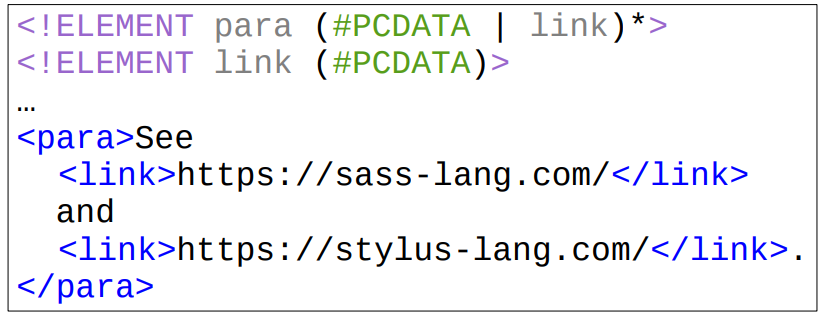 <!ELEMENT para (#PCDATA | link)*>
<!ELEMENT link (#PCDATA)>
…
<para>See
  <link>https://sass-lang.com/</link>
  and
  <link>https://stylus-lang.com/</link>.
</para>